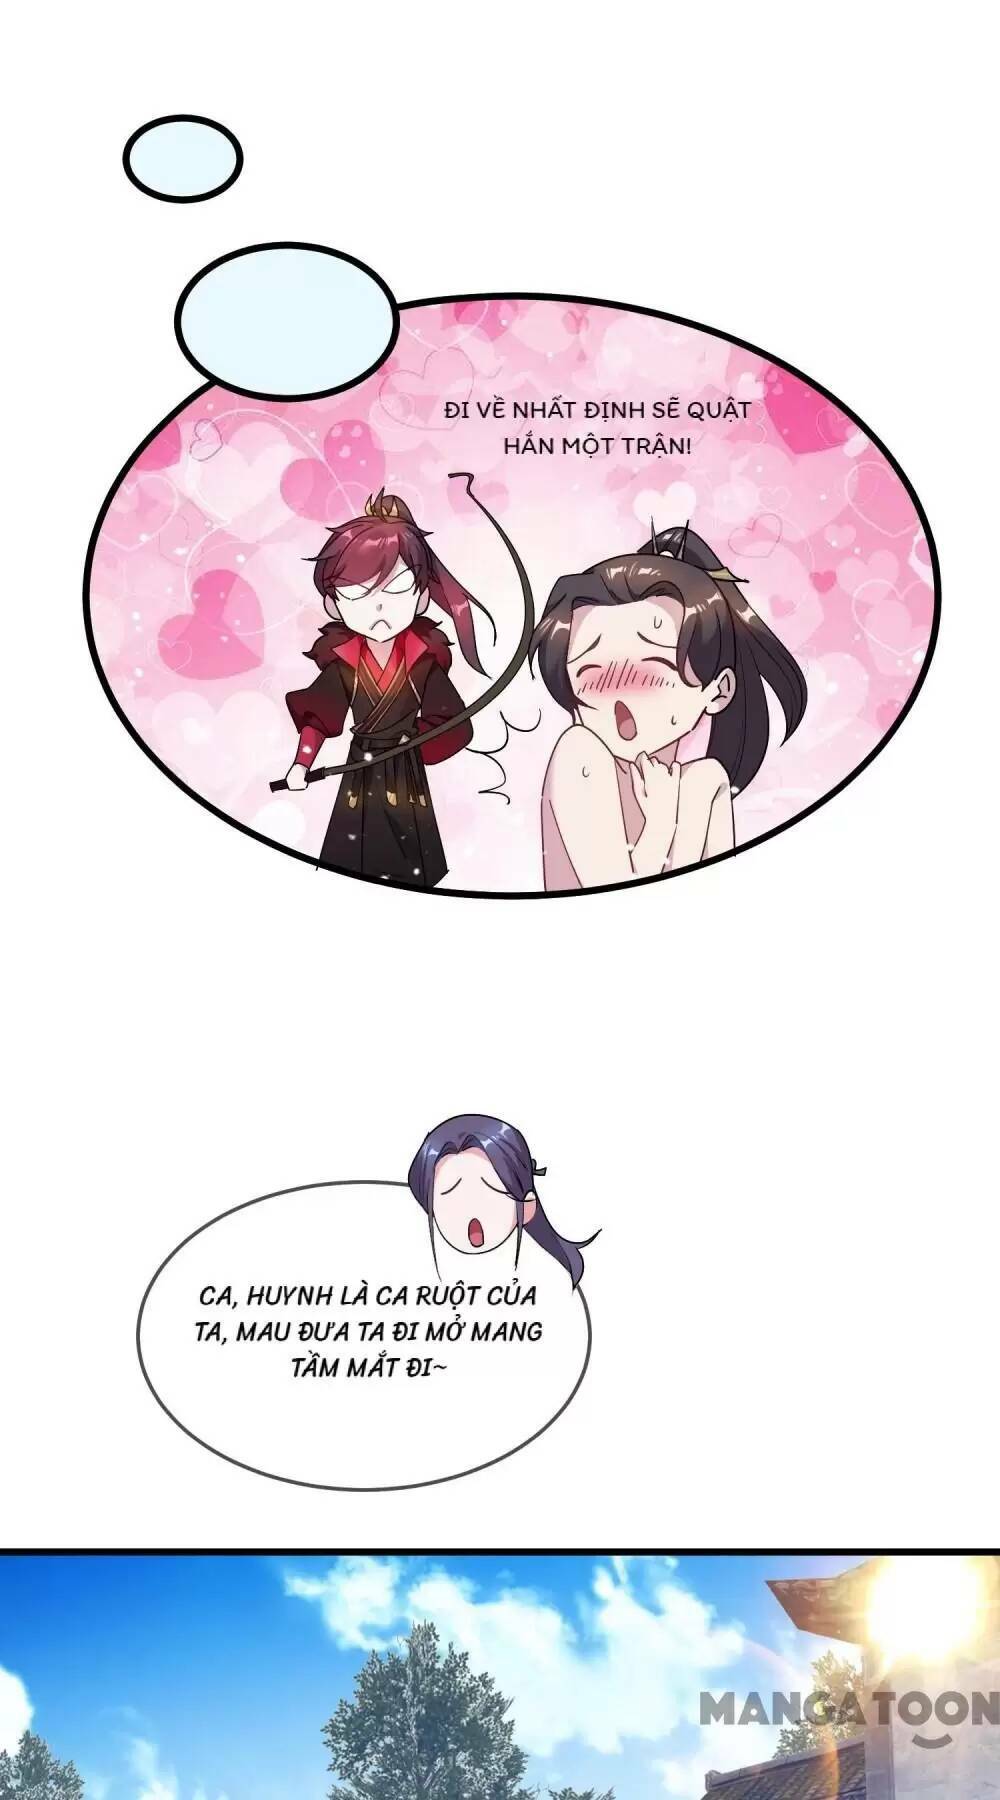 ĐI VỀ NHẤT ĐỊNH SẼ QUẬT
HẮN MỘT TRẬN!
CA, HUYNH LÀ CA RUỘT CỦA
TA, MAU ĐƯA TA ĐI MỞ MANG
TẦM MẮT ĐI~
MANGATOON